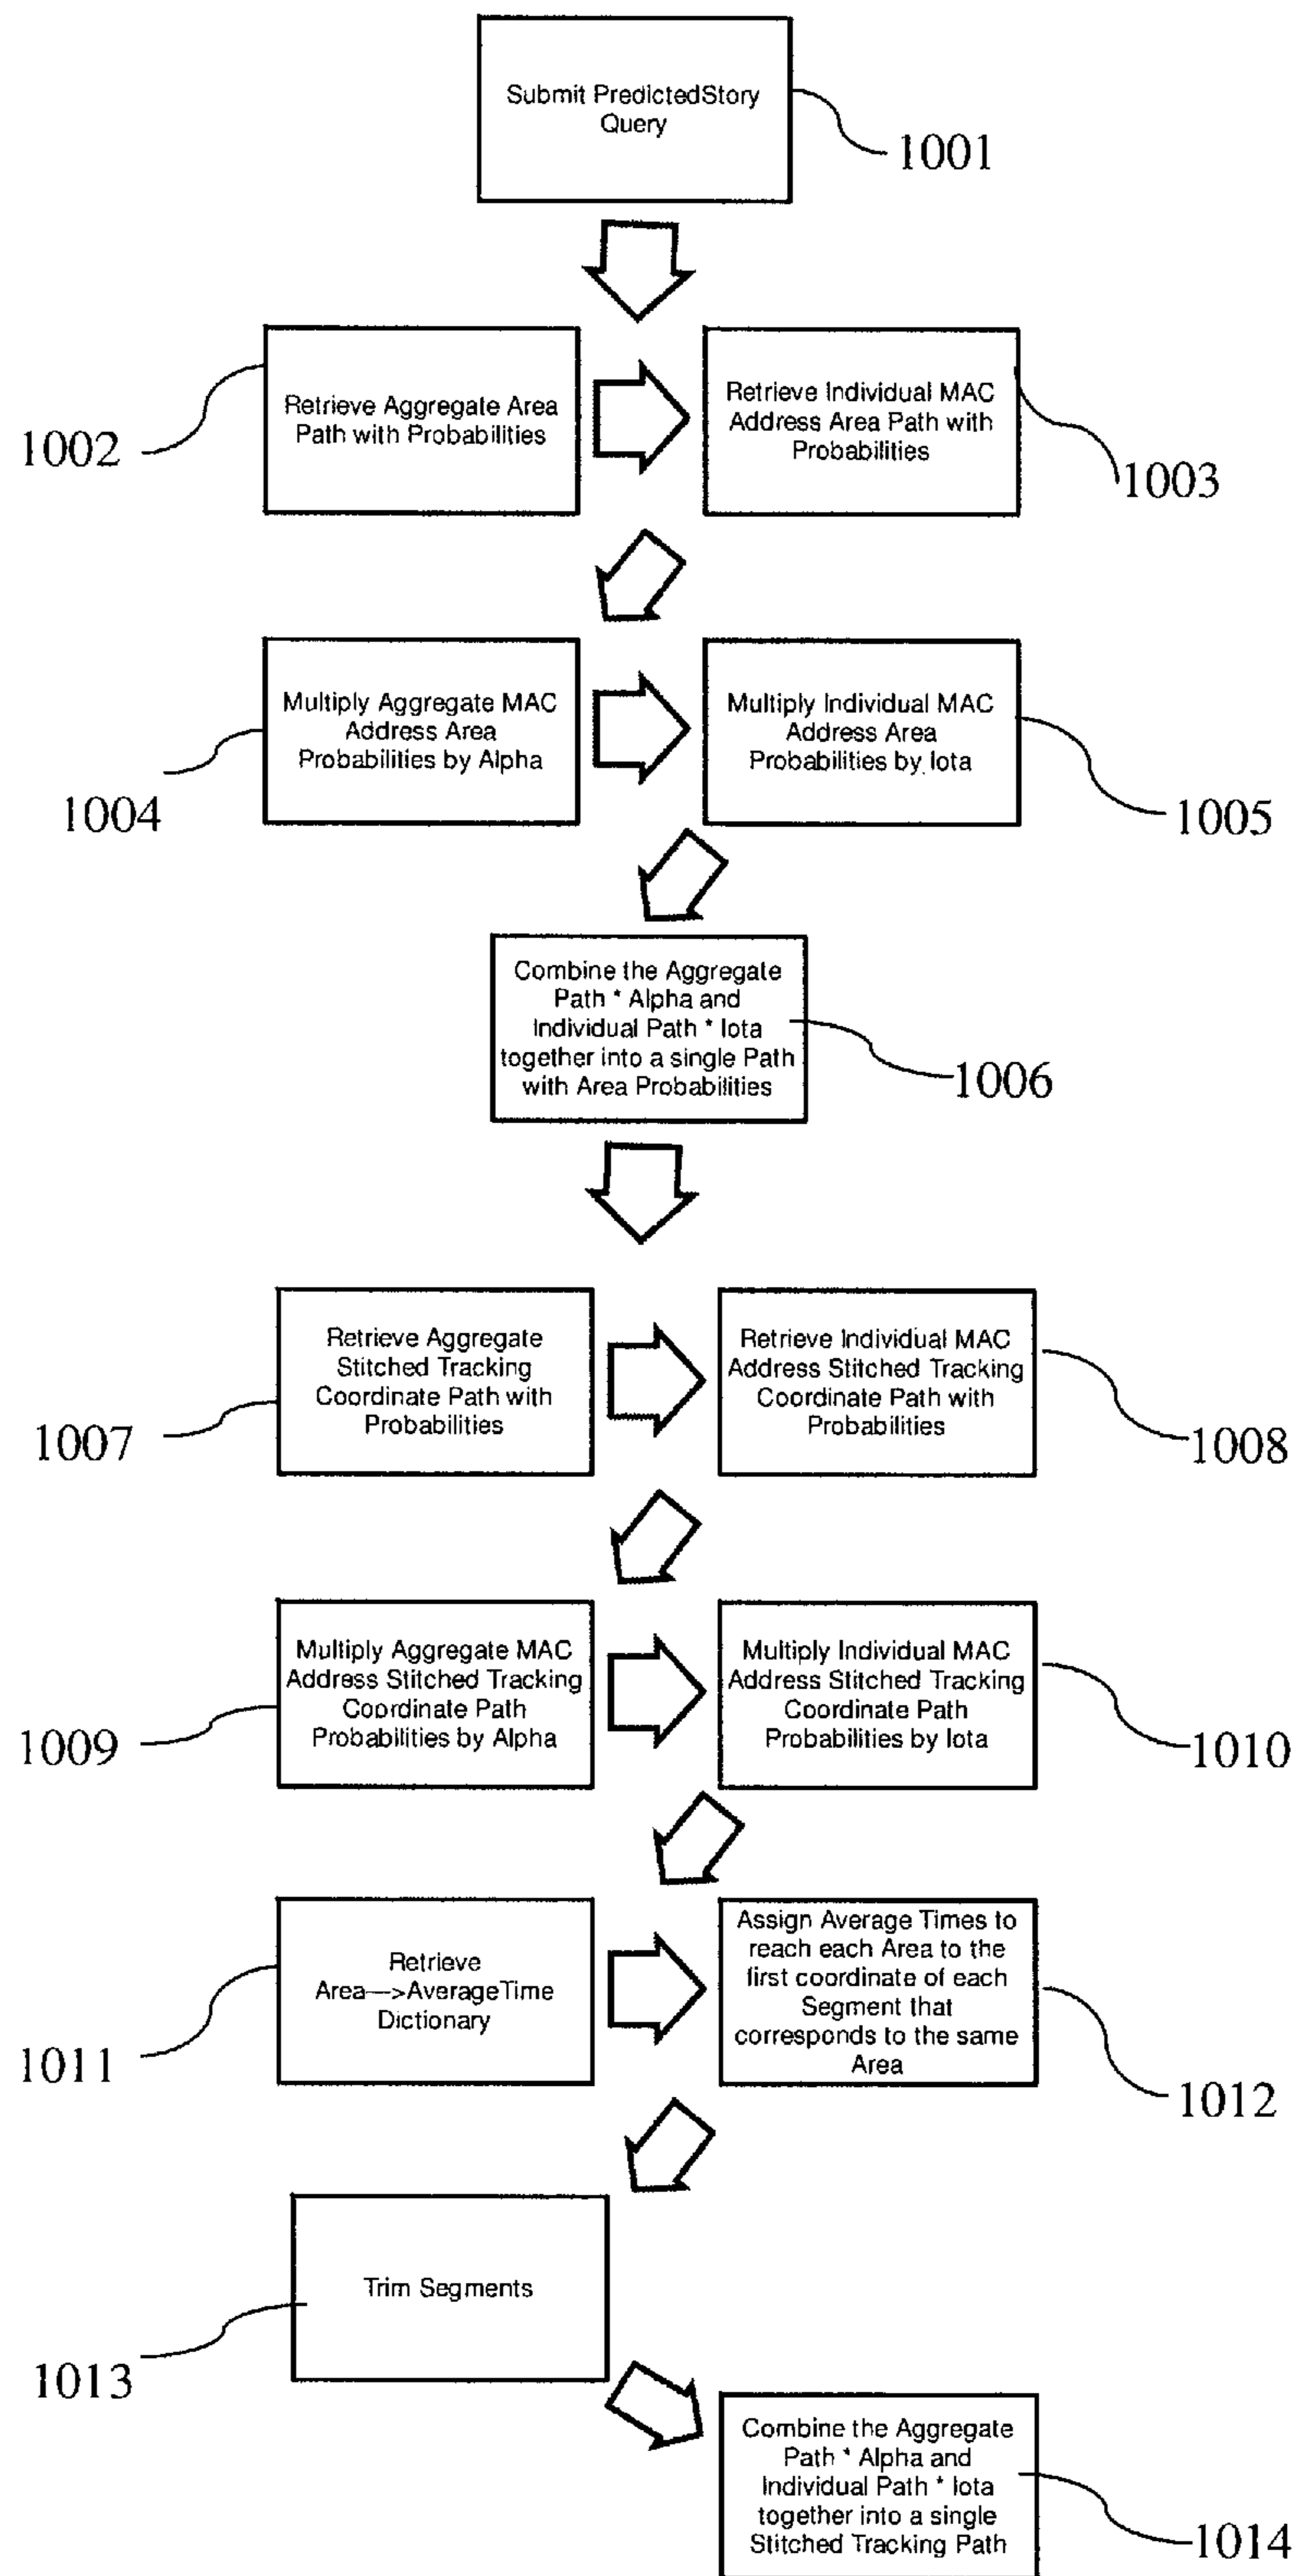 Submit PredictedStory
Query
1001
Retrieve Aggregate Area
Path with Probabilities
1002
Retrieve Individual MAC
Address Area Path with
Probabilities
1003
Multiply Aggregate MAC
Address Area
Probabilities by Alpha
1004
Multiply Individual MAC
Address Area
Probabilities by Iota
1005
Combine the Aggregate
Path * Alpha and
Individual Path * Iota
together into a single Path
with Area Probabilities
1006
Retrieve Aggregate
Stitched Tracking
Coordinate Path with
Probabilities
1007
Retrieve Individual MAC
Address Stitched Tracking
Coordinate Path with
Probabilities
1008
Multiply Aggregate MAC
Address Stitched Tracking
Coordinate Path
Probabilities by Alpha
1009
Multiply Individual MAC
Address Stitched Tracking
Coordinate Path
Probabilities by Iota
1010
Retrieve
Area--->AverageTime
Dictionary
1011
Assign Average Times to
reach each Area to the
first coordinate of each
Segment that
corresponds to the same
Area
1012
Trim Segments
1013
Combine the Aggregate
Path * Alpha and
Individual Path * Iota
together into a single
Stitched Tracking Path
1014